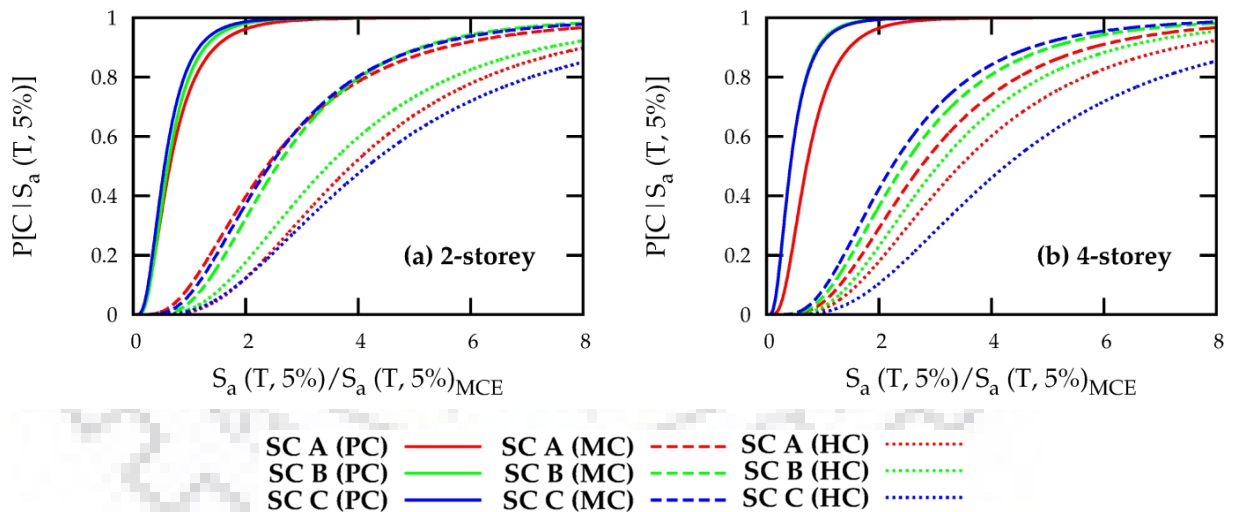 1
0.8
0.6
0.4
0.2
0
P[C | Sa (T, 5%)]
(a) 2-storey
0 2 4 6 8
Sa (T, 5%)/Sa (T, 5%)MCE
1
0.8
0.6
0.4
0.2
0
P[C | Sa (T, 5%)]
(b) 4-storey
0 2 4 6 8
Sa (T, 5%)/Sa (T, 5%)MCE
SC A (PC) SC A (MC) SC A (HC)
SC B (PC) SC B (MC) SC B (HC)
SC C (PC) SC C (MC) SC C (HC)